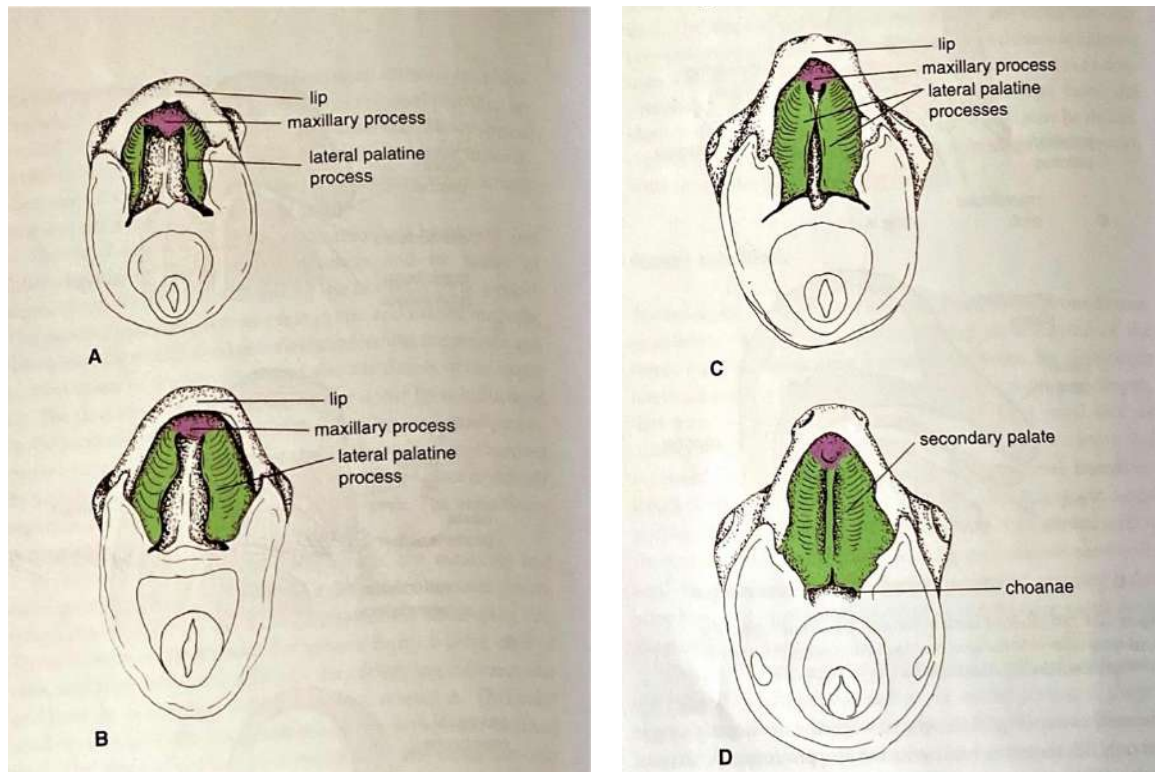 lip
maxillary process
lateral palatine
process
A
lip
maxillary process
lateral palatine
process
B
lip
maxillary process
lateral palatine
processes
C
secondary palate
choanae
D